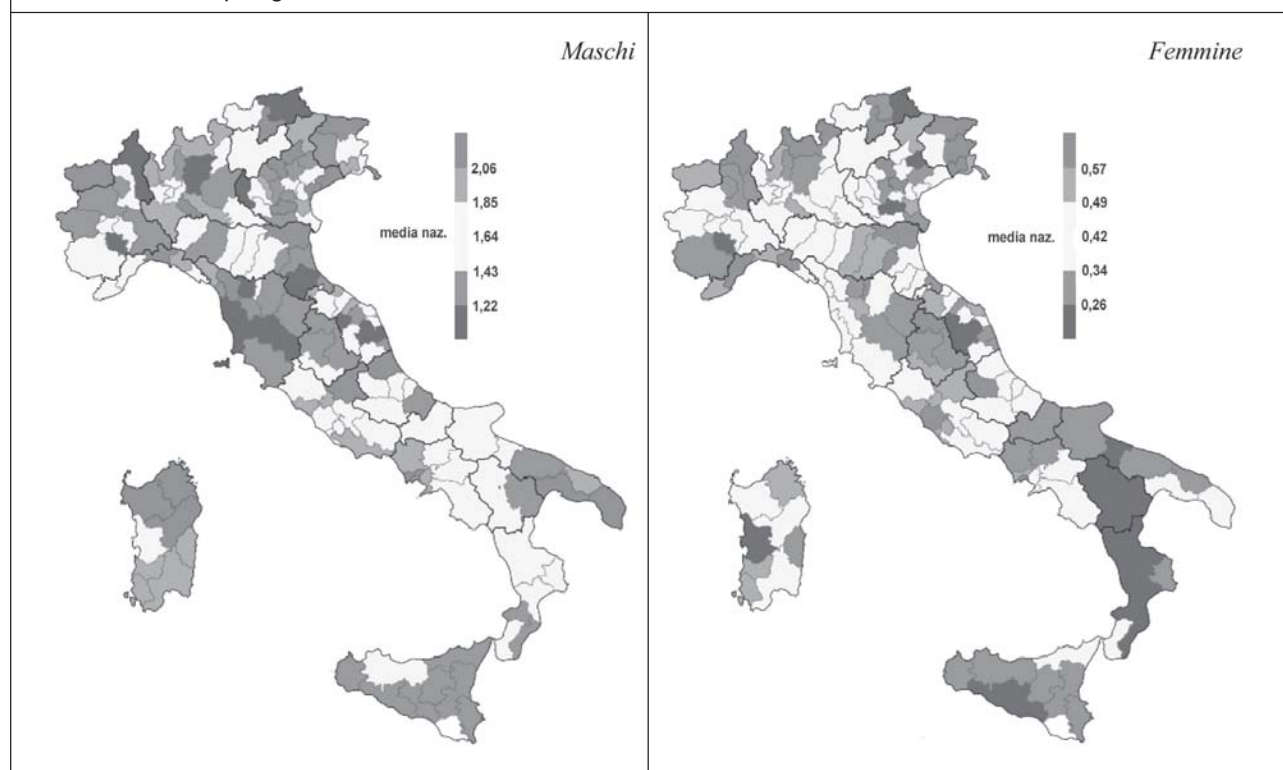 Maschi
2,06
1,85
media naz.
1,64
1,43
1,22
Femmine
0,57
0,49
media naz.
0,42
0,34
0,26